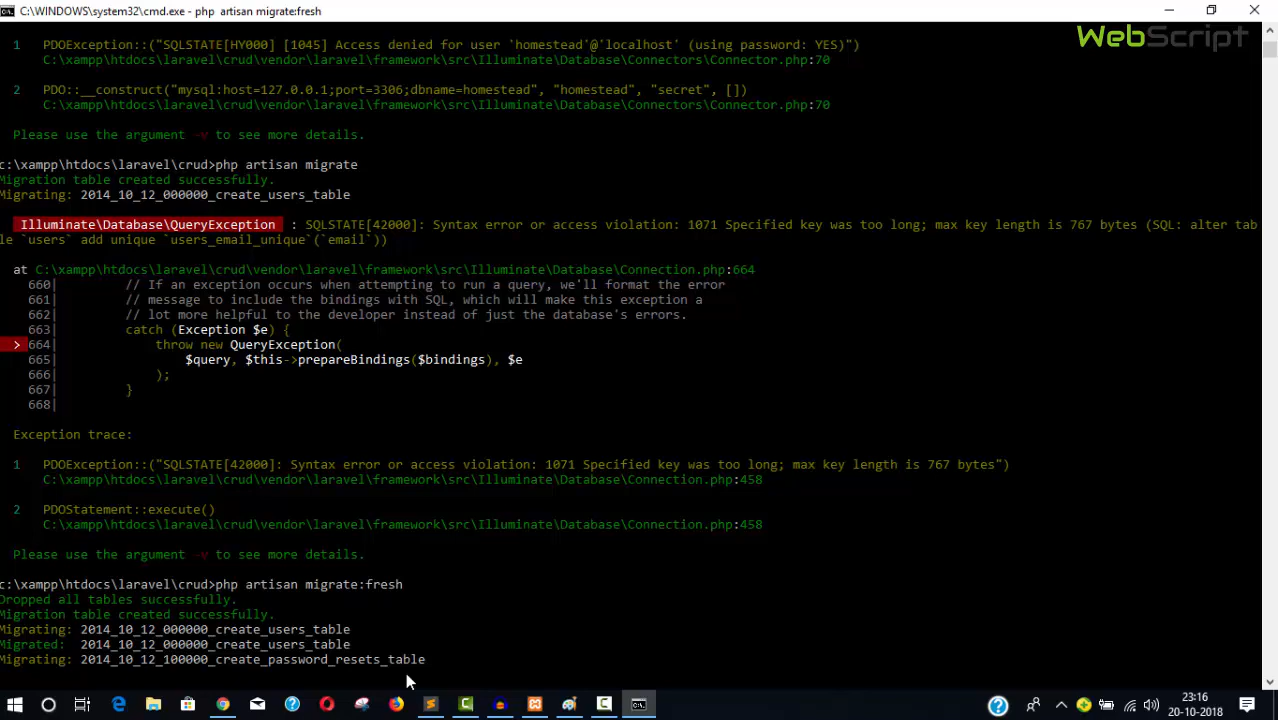 C:\WINDOWS\system32\cmd.exe - php  artisan migrate:fresh
WebScript
1   PDOException::("SQLSTATE[HY000] [1045] Access denied for user 'homestead'@'localhost' (using password: YES)")
C:\xampp\htdocs\laravel\crud\vendor\laravel\framework\src\Illuminate\Database\Connectors\Connector.php:70
2   PDO::__construct("mysql:host=127.0.0.1;port=3306;dbname=homestead", "homestead", "secret", [])
C:\xampp\htdocs\laravel\crud\vendor\laravel\framework\src\Illuminate\Database\Connectors\Connector.php:70
Please use the argument -v to see more details.
c:\xampp\htdocs\laravel\crud>php artisan migrate
Migration table created successfully.
Migrating: 2014_10_12_000000_create_users_table
Illuminate\Database\QueryException  : SQLSTATE[42000]: Syntax error or access violation: 1071 Specified key was too long; max key length is 767 bytes (SQL: alter tab
le `users` add unique `users_email_unique`(`email`))
at C:\xampp\htdocs\laravel\crud\vendor\laravel\framework\src\Illuminate\Database\Connection.php:664
660|         // If an exception occurs when attempting to run a query, we'll format the error
661|         // message to include the bindings with SQL, which will make this exception a
662|         // lot more helpful to the developer instead of just the database's errors.
663|         catch (Exception $e) {
> 664|             throw new QueryException(
665|                 $query, $this->prepareBindings($bindings), $e
666|             );
667|         }
668|
Exception trace:
1   PDOException::("SQLSTATE[42000]: Syntax error or access violation: 1071 Specified key was too long; max key length is 767 bytes")
C:\xampp\htdocs\laravel\crud\vendor\laravel\framework\src\Illuminate\Database\Connection.php:458
2   PDOStatement::execute()
C:\xampp\htdocs\laravel\crud\vendor\laravel\framework\src\Illuminate\Database\Connection.php:458
Please use the argument -v to see more details.
c:\xampp\htdocs\laravel\crud>php artisan migrate:fresh
Dropped all tables successfully.
Migration table created successfully.
Migrating: 2014_10_12_000000_create_users_table
Migrated:  2014_10_12_000000_create_users_table
Migrating: 2014_10_12_100000_create_password_resets_table
23:16
20-10-2018